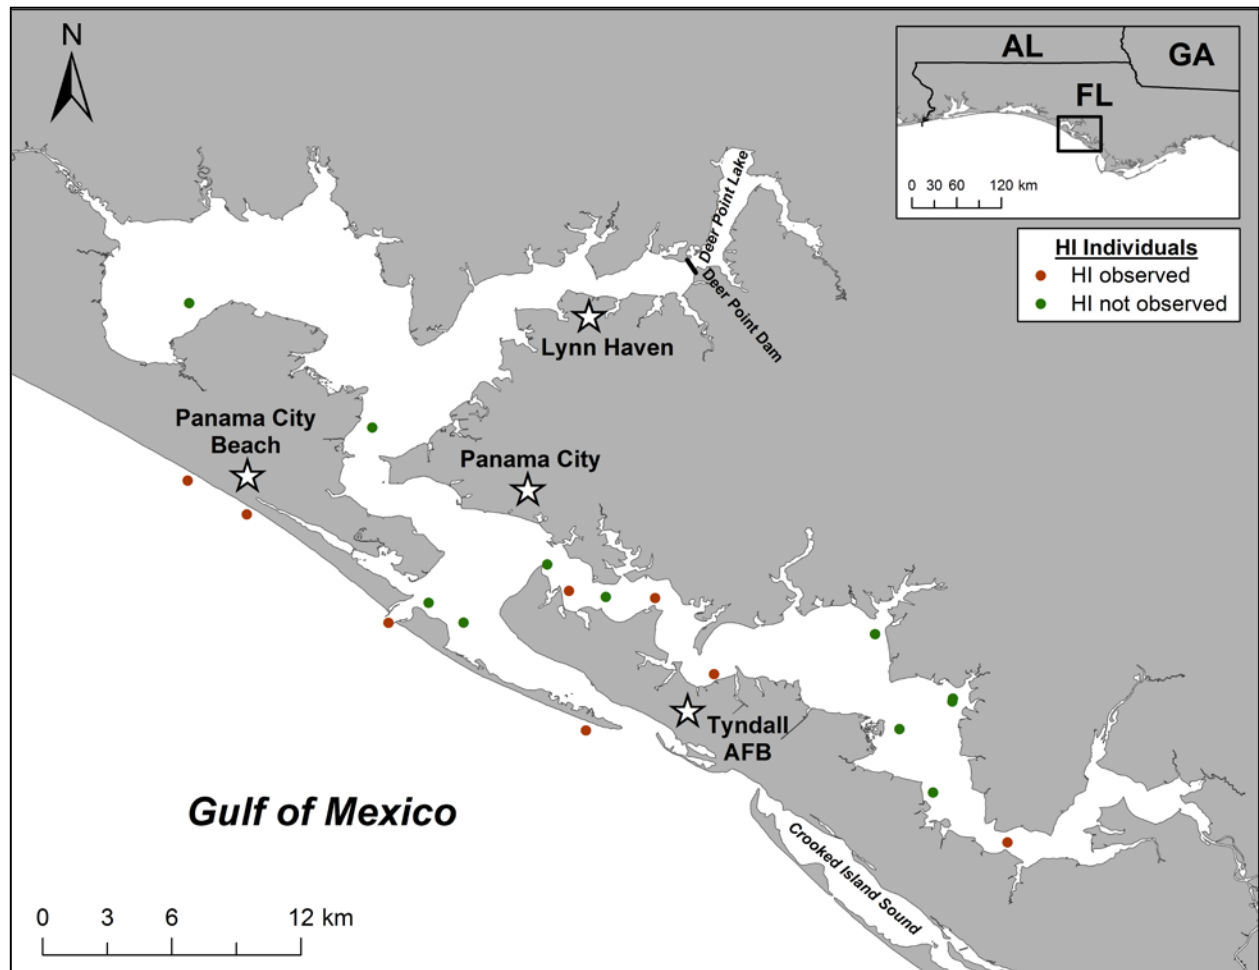 N
AL
GA
FL
0 30 60 120 km
HI Individuals
HI observed
HI not observed
Deer Point Lake
Deer Point Dam
Lynn Haven
Panama City
Beach
Panama City
Tyndall
AFB
Gulf of Mexico
Crooked Island Sound
0 3 6 12 km